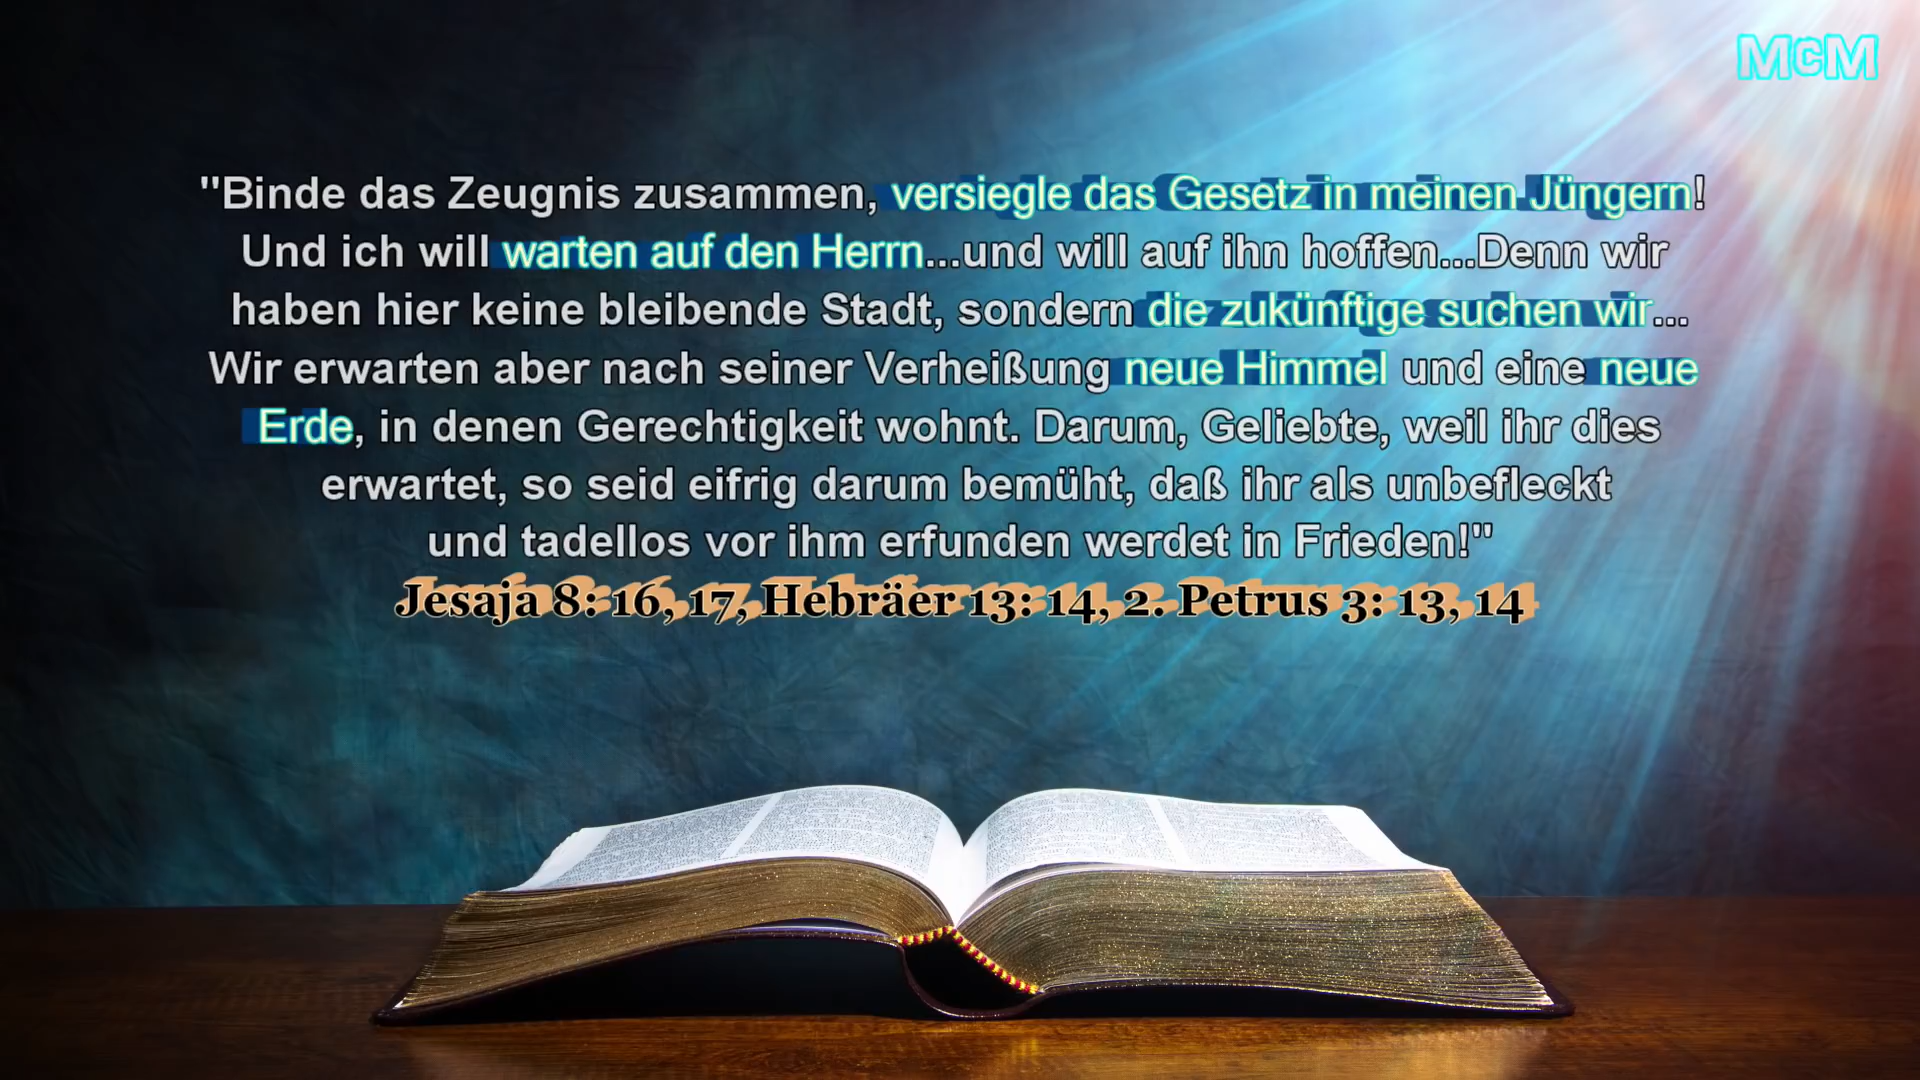 McM
"Binde das Zeugnis zusammen, versiegle das Gesetz in meinen Jüngern!
Und ich will warten auf den Herrn...und will auf ihn hoffen...Denn wir
haben hier keine bleibende Stadt, sondern die zukünftige suchen wir...
Wir erwarten aber nach seiner Verheißung neue Himmel und eine neue
Erde, in denen Gerechtigkeit wohnt. Darum, Geliebte, weil ihr dies
erwartet, so seid eifrig darum bemüht, daß ihr als unbefleckt
und tadellos vor ihm erfunden werdet in Frieden!"
Jesaja 8: 16, 17, Hebräer 13: 14, 2. Petrus 3: 13, 14